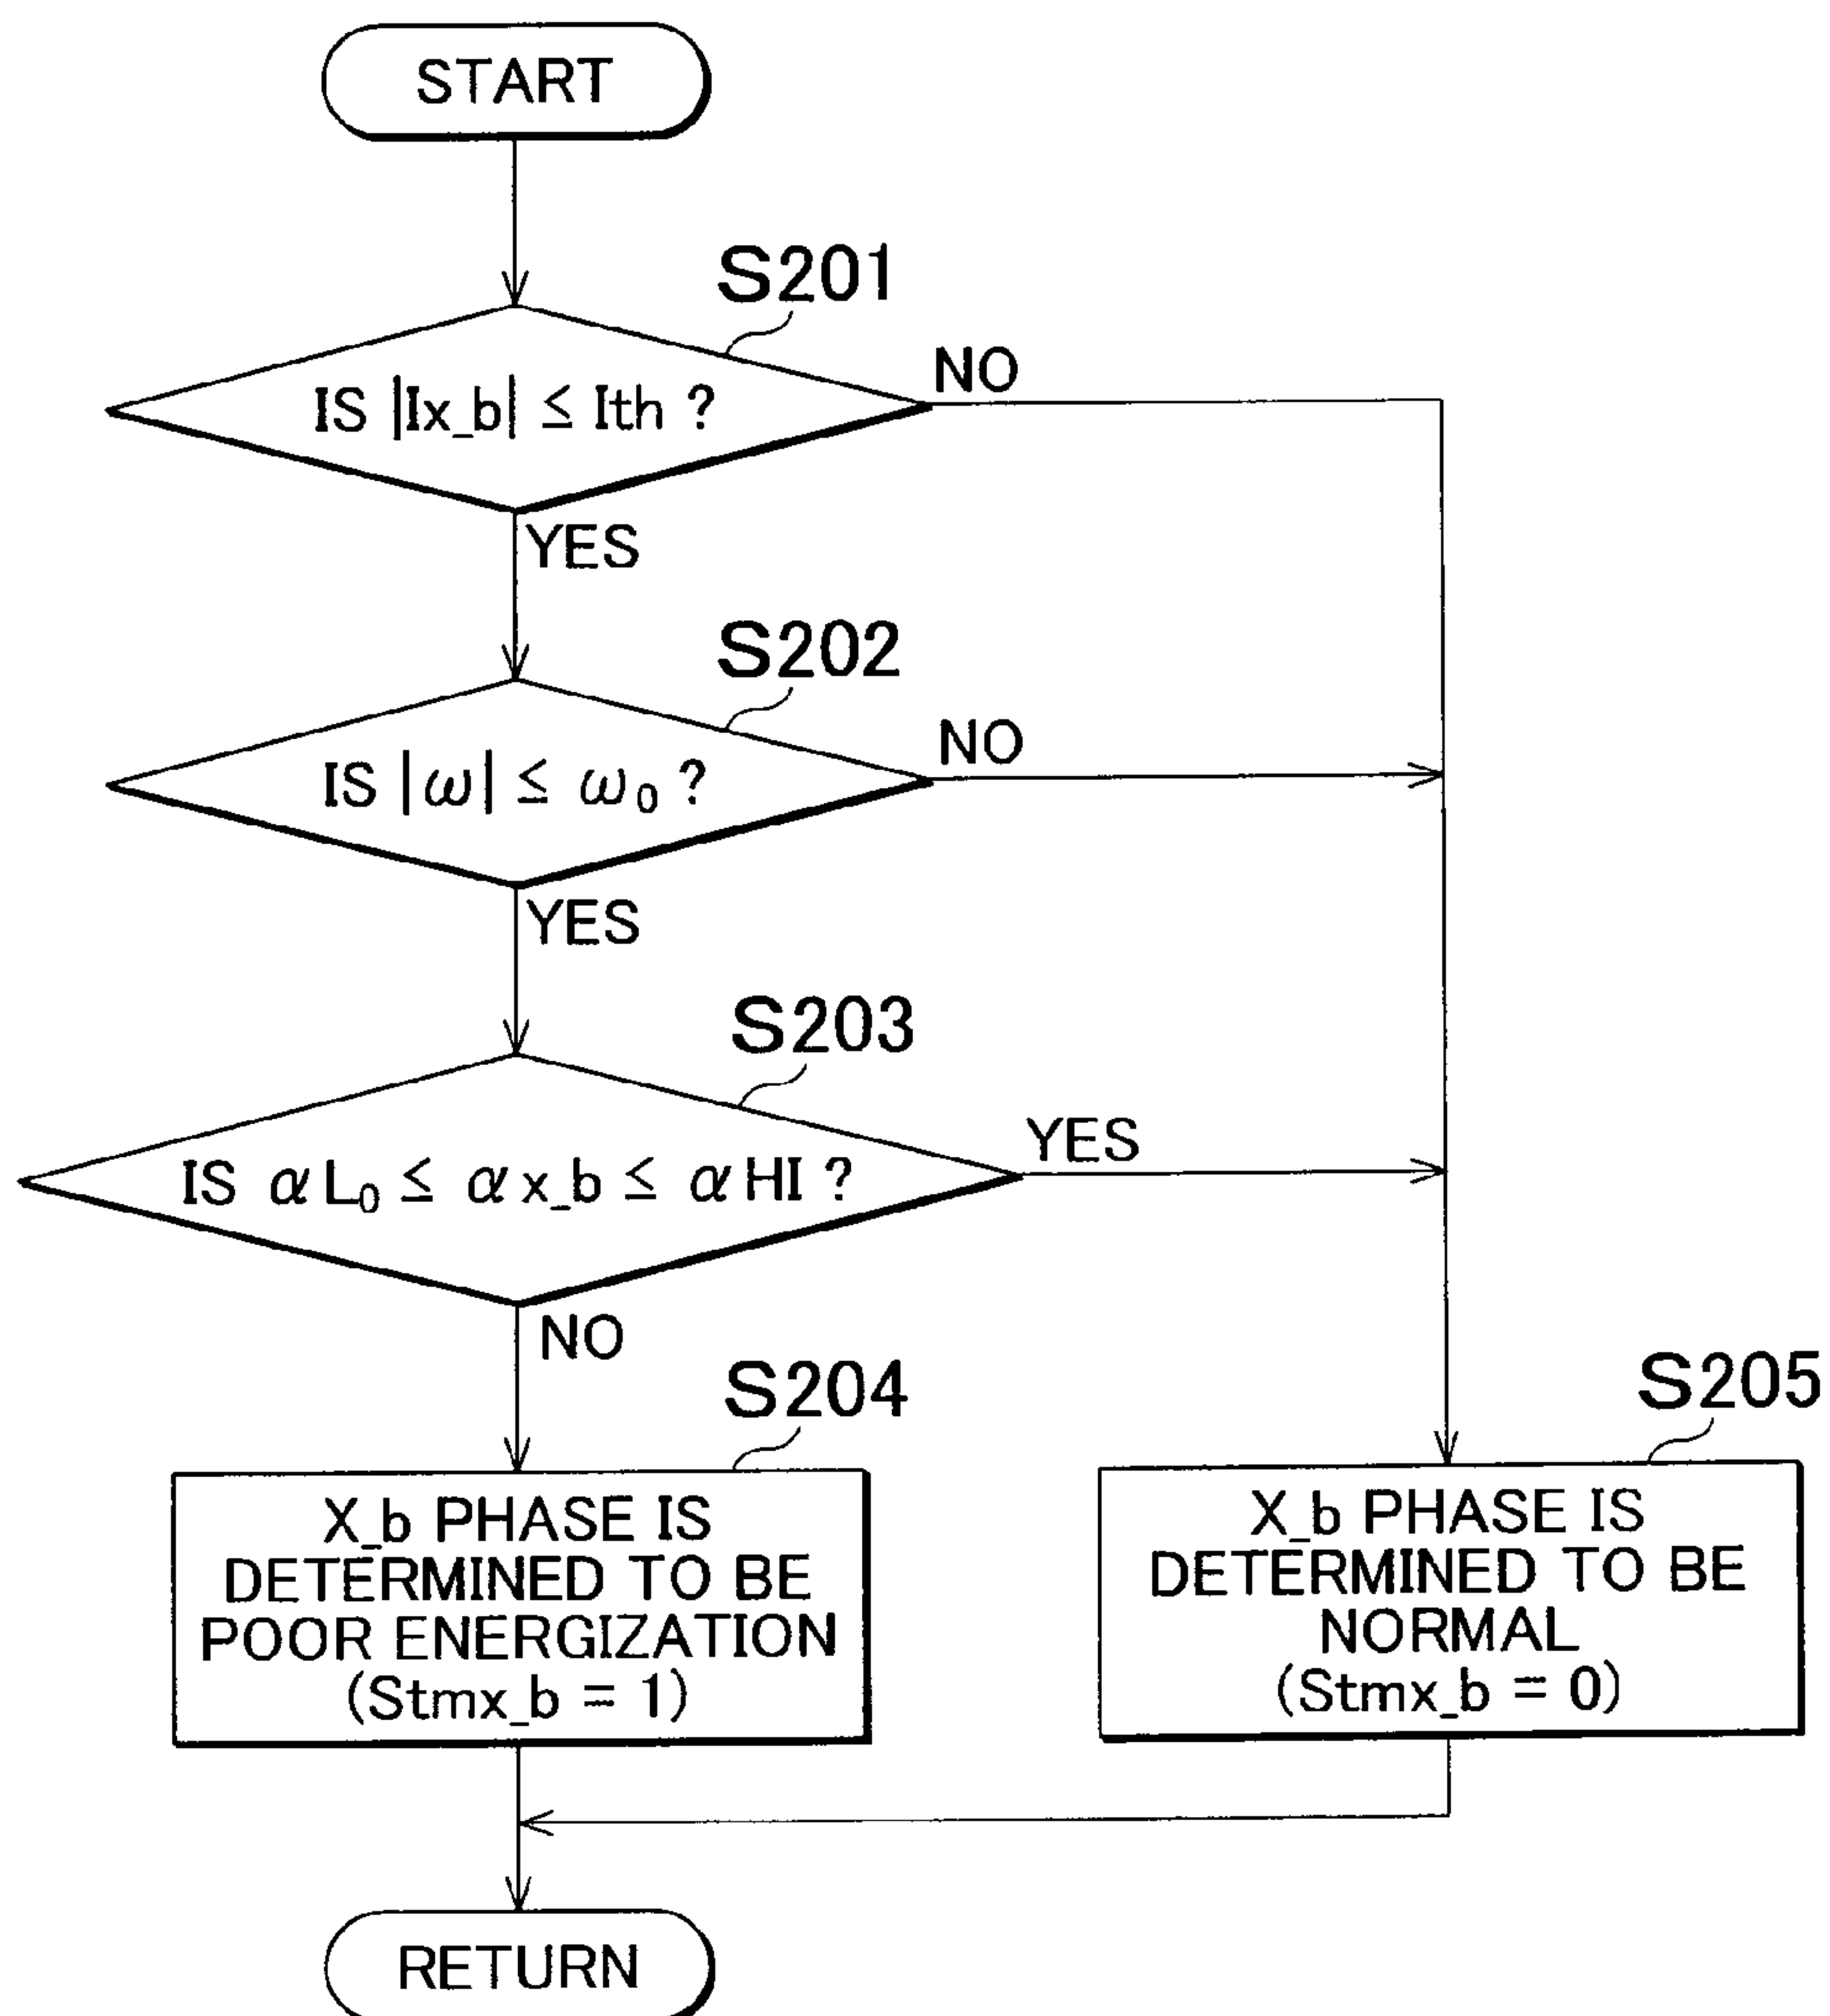 START
S201
IS |Ix_b| ≤ Ith ?
NO
YES
S202
IS |ω| ≤ ω₀ ?
NO
YES
S203
IS αL₀ ≤ αx_b ≤ αHI ?
YES
NO
S204
X_b PHASE IS
DETERMINED TO BE
POOR ENERGIZATION
(Stmx_b = 1)
S205
X_b PHASE IS
DETERMINED TO BE
NORMAL
(Stmx_b = 0)
RETURN